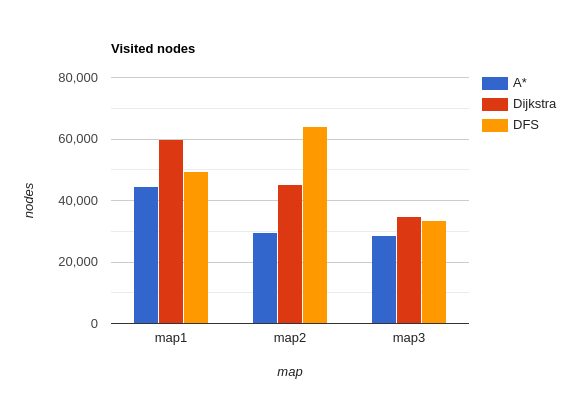 Visited nodes
80,000
60,000
40,000
20,000
0
nodes
map1 map2 map3
map
A*
Dijkstra
DFS